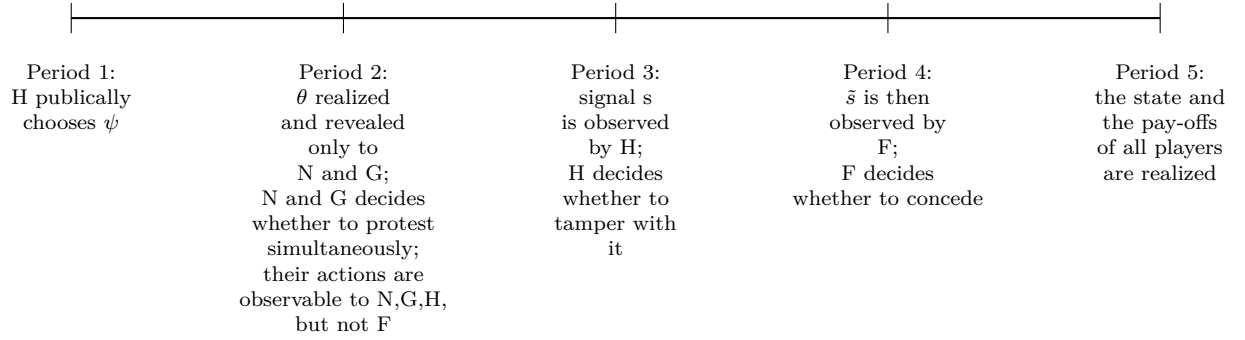 Period 1:
H publically
chooses ψ
Period 2:
θ realized
and revealed
only to
N and G;
N and G decides
whether to protest
simultaneously;
their actions are
observable to N,G,H,
but not F
Period 3:
signal s
is observed
by H;
H decides
whether to
tamper with
it
Period 4:
s̃ is then
observed by
F;
F decides
whether to concede
Period 5:
the state and
the pay-offs
of all players
are realized